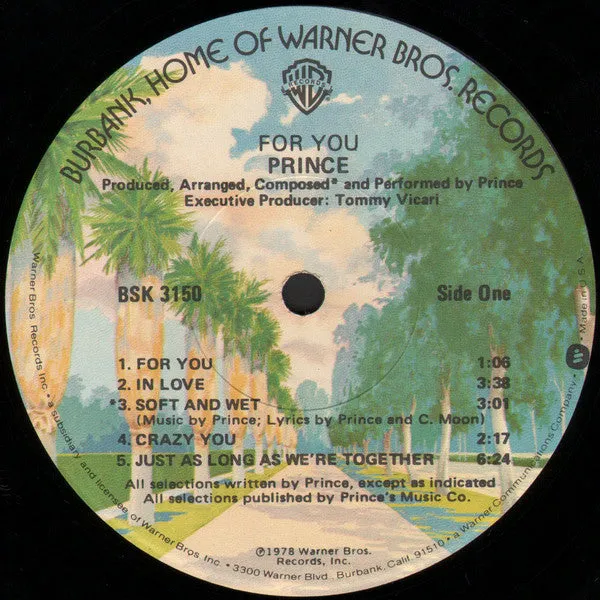 BURBANK, HOME OF WARNER BROS. RECORDS
WB
RECORDS
FOR YOU
PRINCE
Produced, Arranged, Composed* and Performed by Prince
Executive Producer: Tommy Vicari
BSK 3150
Side One
1. FOR YOU 1:06
2. IN LOVE 3:38
*3. SOFT AND WET 3:01
(Music by Prince; Lyrics by Prince and C. Moon)
4. CRAZY YOU 2:17
5. JUST AS LONG AS WE'RE TOGETHER 6:24
All selections written by Prince, except as indicated
All selections published by Prince's Music Co.
℗1978 Warner Bros.
Records, Inc.
Warner Bros. Records Inc. • a subsidiary and licensee of Warner Bros. Inc. • 3300 Warner Blvd., Burbank, Calif. 91510 • a Warner Communications Company • Made in U.S.A.